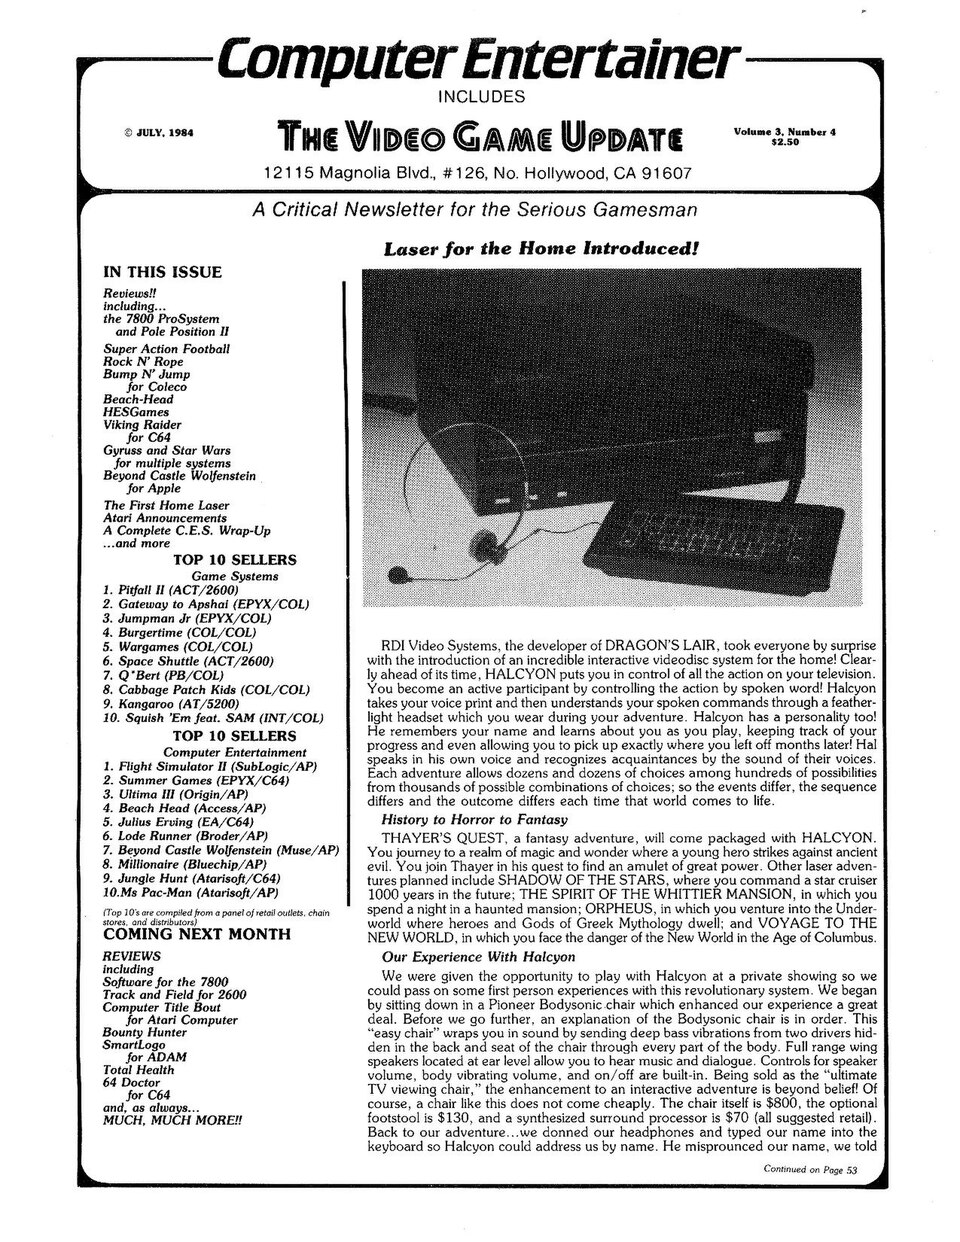 Computer Entertainer
INCLUDES
© JULY, 1984
THE VIDEO GAME UPDATE
Volume 3, Number 4
$2.50
12115 Magnolia Blvd., #126, No. Hollywood, CA 91607
A Critical Newsletter for the Serious Gamesman
IN THIS ISSUE
Reviews!!
including...
the 7800 ProSystem
and Pole Position II
Super Action Football
Rock N' Rope
Bump N' Jump
for Coleco
Beach-Head
HESGames
Viking Raider
for C64
Gyruss and Star Wars
for multiple systems
Beyond Castle Wolfenstein
for Apple
The First Home Laser
Atari Announcements
A Complete C.E.S. Wrap-Up
...and more
TOP 10 SELLERS
Game Systems
1. Pitfall II (ACT/2600)
2. Gateway to Apshai (EPYX/COL)
3. Jumpman Jr (EPYX/COL)
4. Burgertime (COL/COL)
5. Wargames (COL/COL)
6. Space Shuttle (ACT/2600)
7. Q*Bert (PB/COL)
8. Cabbage Patch Kids (COL/COL)
9. Kangaroo (AT/5200)
10. Squish 'Em feat. SAM (INT/COL)
TOP 10 SELLERS
Computer Entertainment
1. Flight Simulator II (SubLogic/AP)
2. Summer Games (EPYX/C64)
3. Ultima III (Origin/AP)
4. Beach Head (Access/AP)
5. Julius Erving (EA/C64)
6. Lode Runner (Broder/AP)
7. Beyond Castle Wolfenstein (Muse/AP)
8. Millionaire (Bluechip/AP)
9. Jungle Hunt (Atarisoft/C64)
10.Ms Pac-Man (Atarisoft/AP)
(Top 10's are compiled from a panel of retail outlets, chain
stores, and distributors)
COMING NEXT MONTH
REVIEWS
including
Software for the 7800
Track and Field for 2600
Computer Title Bout
for Atari Computer
Bounty Hunter
SmartLogo
for ADAM
Total Health
64 Doctor
for C64
and, as always...
MUCH, MUCH MORE!!
Laser for the Home Introduced!
RDI Video Systems, the developer of DRAGON'S LAIR, took everyone by surprise
with the introduction of an incredible interactive videodisc system for the home! Clear-
ly ahead of its time, HALCYON puts you in control of all the action on your television.
You become an active participant by controlling the action by spoken word! Halcyon
takes your voice print and then understands your spoken commands through a feather-
light headset which you wear during your adventure. Halcyon has a personality too!
He remembers your name and learns about you as you play, keeping track of your
progress and even allowing you to pick up exactly where you left off months later! Hal
speaks in his own voice and recognizes acquaintances by the sound of their voices.
Each adventure allows dozens and dozens of choices among hundreds of possibilities
from thousands of possible combinations of choices; so the events differ, the sequence
differs and the outcome differs each time that world comes to life.
History to Horror to Fantasy
THAYER'S QUEST, a fantasy adventure, will come packaged with HALCYON.
You journey to a realm of magic and wonder where a young hero strikes against ancient
evil. You join Thayer in his quest to find an amulet of great power. Other laser adven-
tures planned include SHADOW OF THE STARS, where you command a star cruiser
1000 years in the future; THE SPIRIT OF THE WHITTIER MANSION, in which you
spend a night in a haunted mansion; ORPHEUS, in which you venture into the Under-
world where heroes and Gods of Greek Mythology dwell; and VOYAGE TO THE
NEW WORLD, in which you face the danger of the New World in the Age of Columbus.
Our Experience With Halcyon
We were given the opportunity to play with Halcyon at a private showing so we
could pass on some first person experiences with this revolutionary system. We began
by sitting down in a Pioneer Bodysonic chair which enhanced our experience a great
deal. Before we go further, an explanation of the Bodysonic chair is in order. This
"easy chair" wraps you in sound by sending deep bass vibrations from two drivers hid-
den in the back and seat of the chair through every part of the body. Full range wing
speakers located at ear level allow you to hear music and dialogue. Controls for speaker
volume, body vibrating volume, and on/off are built-in. Being sold as the "ultimate
TV viewing chair," the enhancement to an interactive adventure is beyond belief! Of
course, a chair like this does not come cheaply. The chair itself is $800, the optional
footstool is $130, and a synthesized surround processor is $70 (all suggested retail).
Back to our adventure...we donned our headphones and typed our name into the
keyboard so Halcyon could address us by name. He mispronounced our name, we told
Continued on Page 53